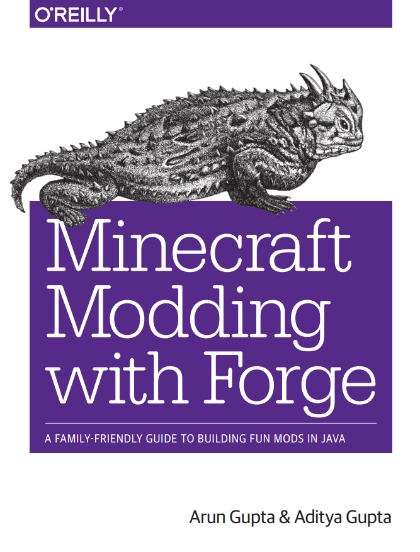 O'REILLY®
Minecraft
Modding
with Forge
A FAMILY-FRIENDLY GUIDE TO BUILDING FUN MODS IN JAVA
Arun Gupta & Aditya Gupta